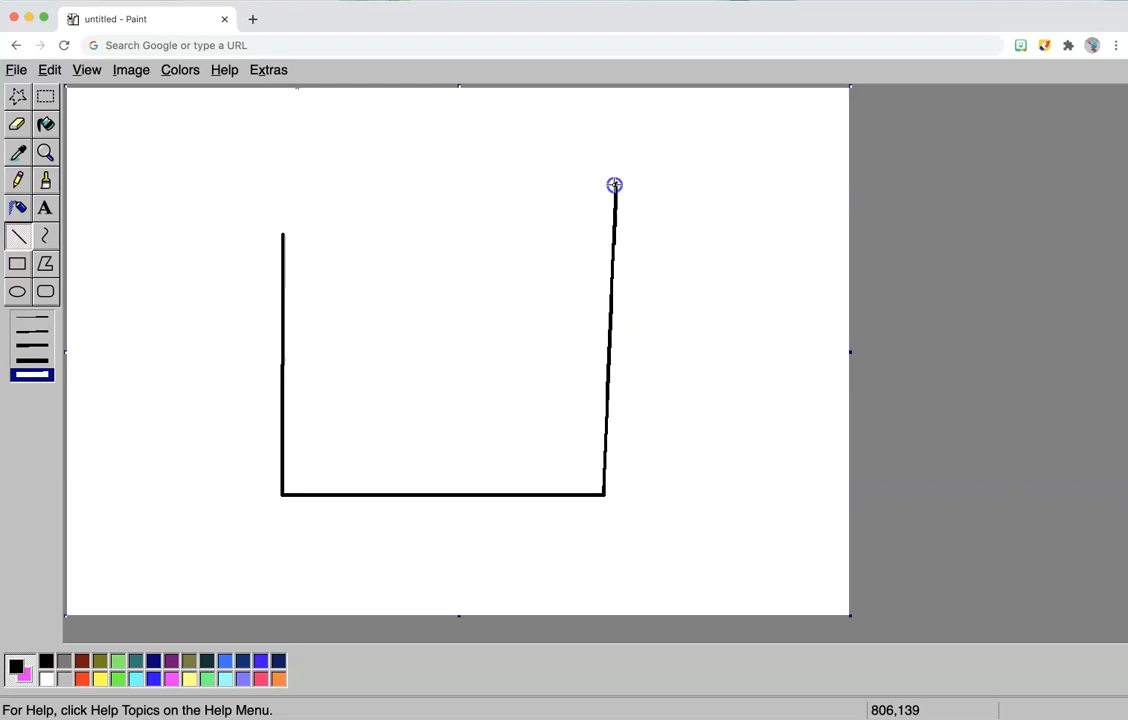 untitled - Paint
Search Google or type a URL
File Edit View Image Colors Help Extras
A
For Help, click Help Topics on the Help Menu.
806,139